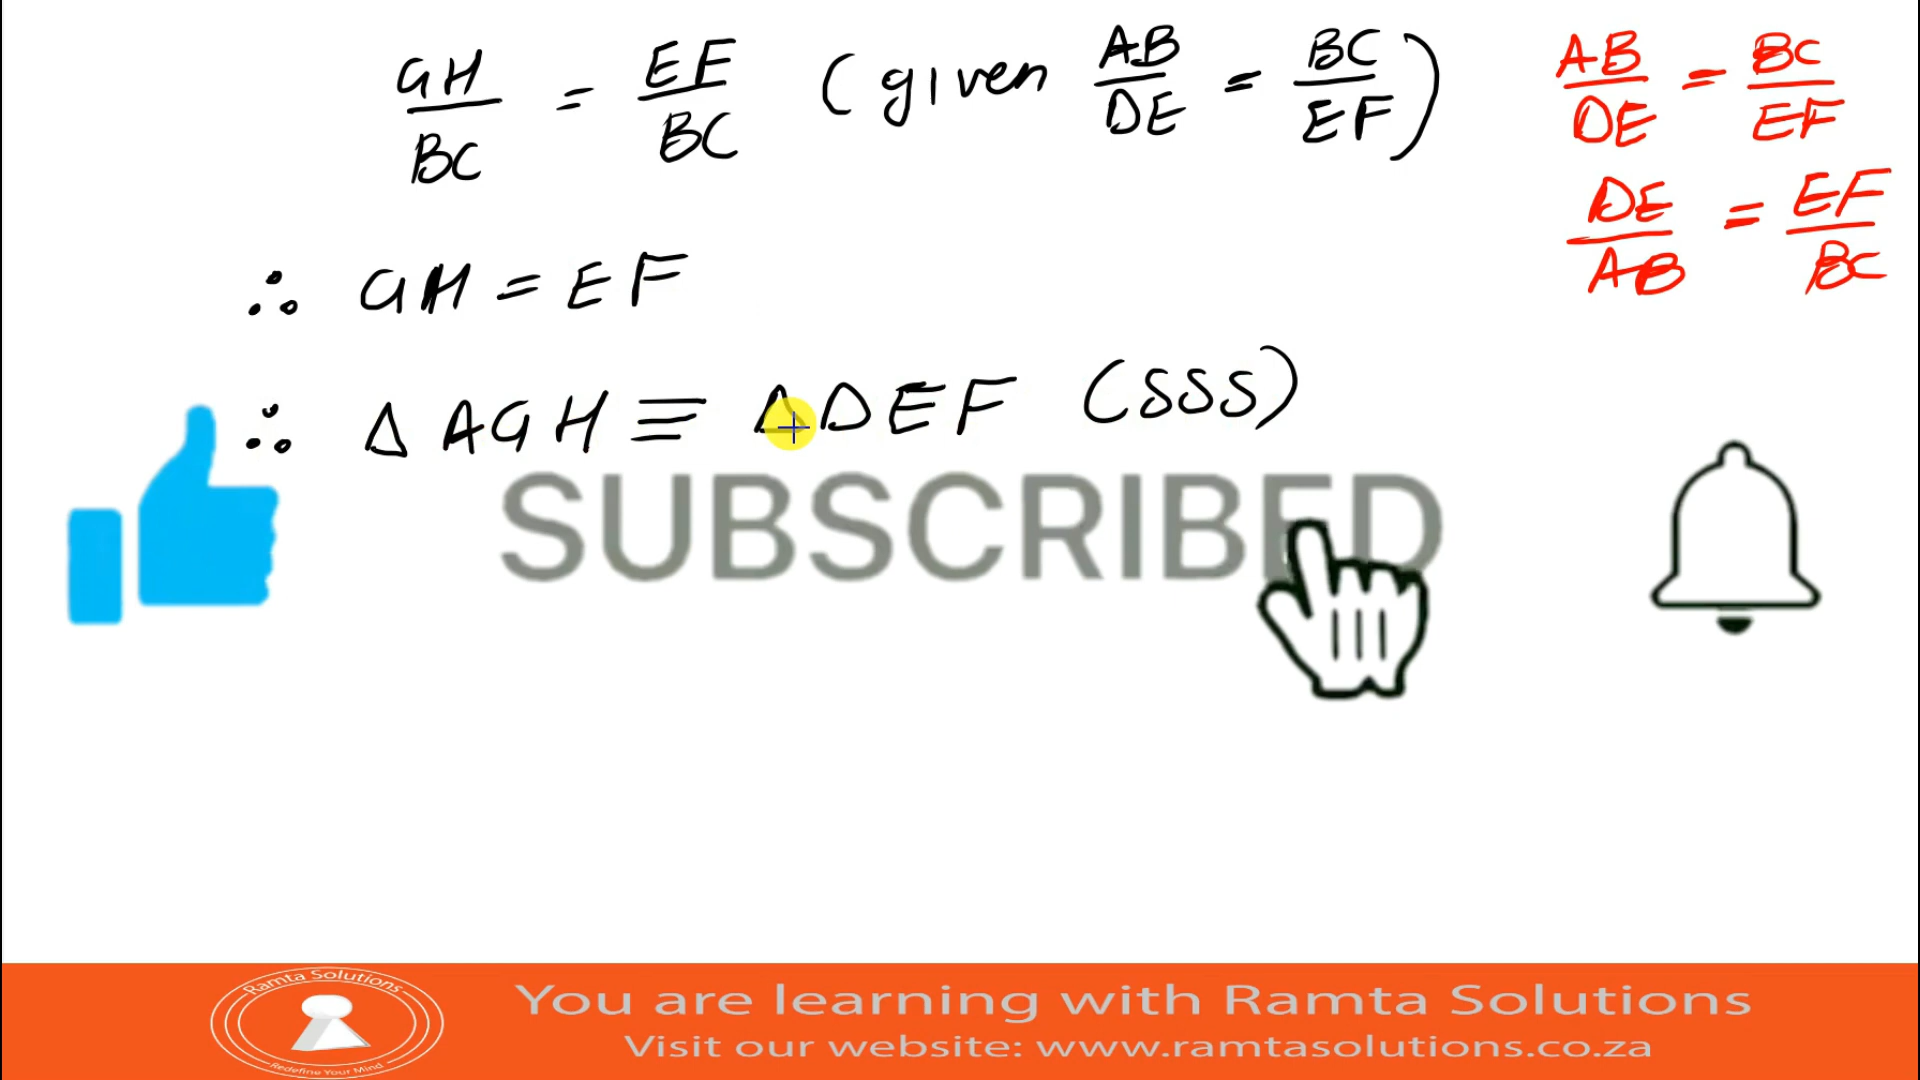 GH/BC = EF/BC (given AB/DE = BC/EF)
AB/DE = BC/EF
DE/AB = EF/BC
∴ GH = EF
∴ Δ AGH ≡ Δ DEF (SSS)
SUBSCRIBED
Ramta Solutions
Redefine Your Mind
You are learning with Ramta Solutions
Visit our website: www.ramtasolutions.co.za